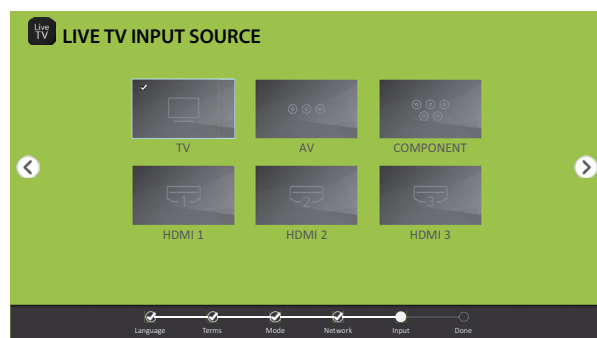 Live
TV
LIVE TV INPUT SOURCE
TV AV COMPONENT
1 2 3
HDMI 1 HDMI 2 HDMI 3
Language Terms Mode Network Input Done